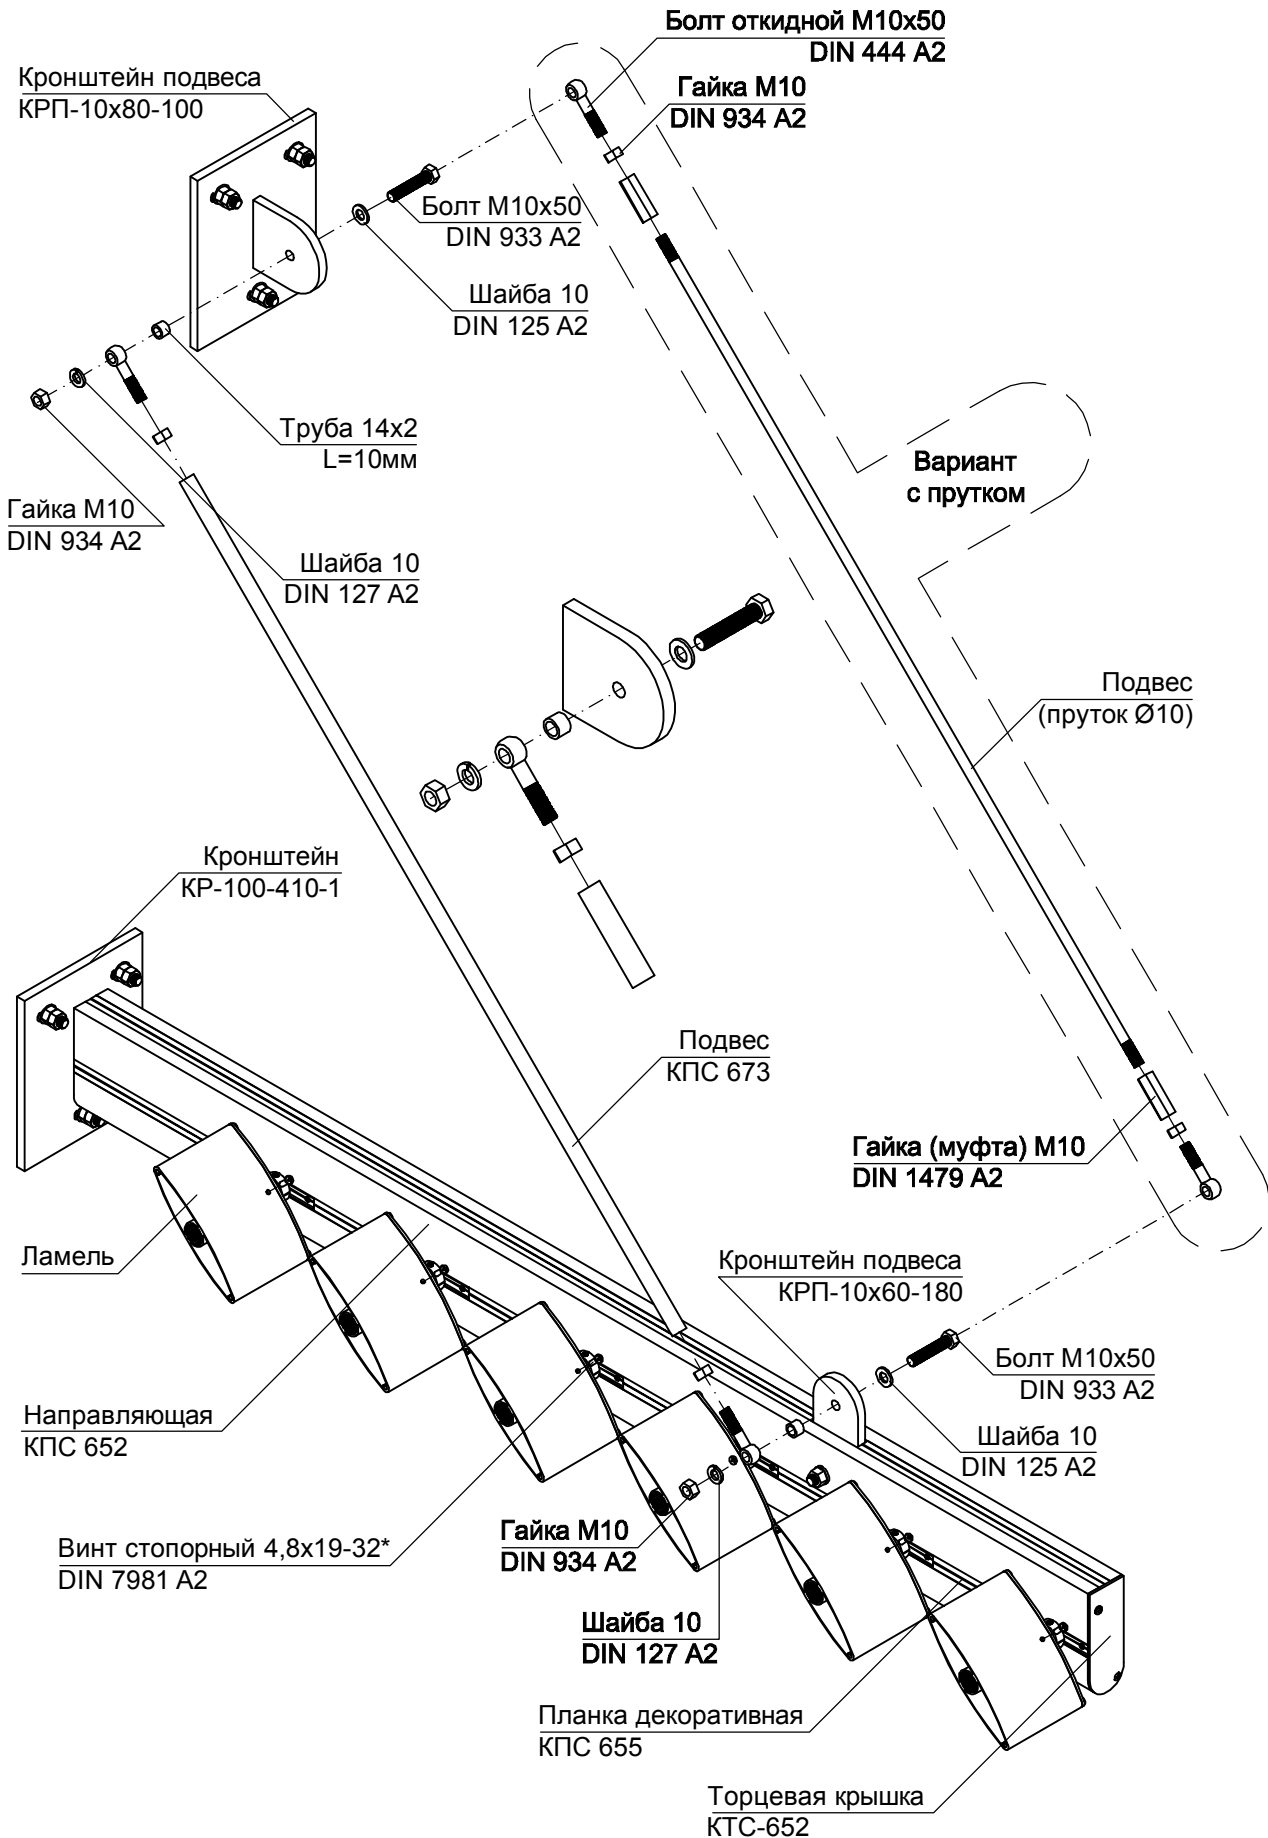 Болт откидной М10х50
DIN 444 A2
Кронштейн подвеса
КРП-10х80-100
Гайка М10
DIN 934 A2
Болт М10х50
DIN 933 A2
Шайба 10
DIN 125 A2
Труба 14х2
L=10мм
Вариант
с прутком
Гайка М10
DIN 934 A2
Шайба 10
DIN 127 A2
Подвес
(пруток Ø10)
Кронштейн
КР-100-410-1
Подвес
КПС 673
Гайка (муфта) М10
DIN 1479 A2
Ламель
Кронштейн подвеса
КРП-10х60-180
Болт М10х50
DIN 933 A2
Направляющая
КПС 652
Шайба 10
DIN 125 A2
Гайка М10
DIN 934 A2
Винт стопорный 4,8х19-32*
DIN 7981 A2
Шайба 10
DIN 127 A2
Планка декоративная
КПС 655
Торцевая крышка
КТС-652